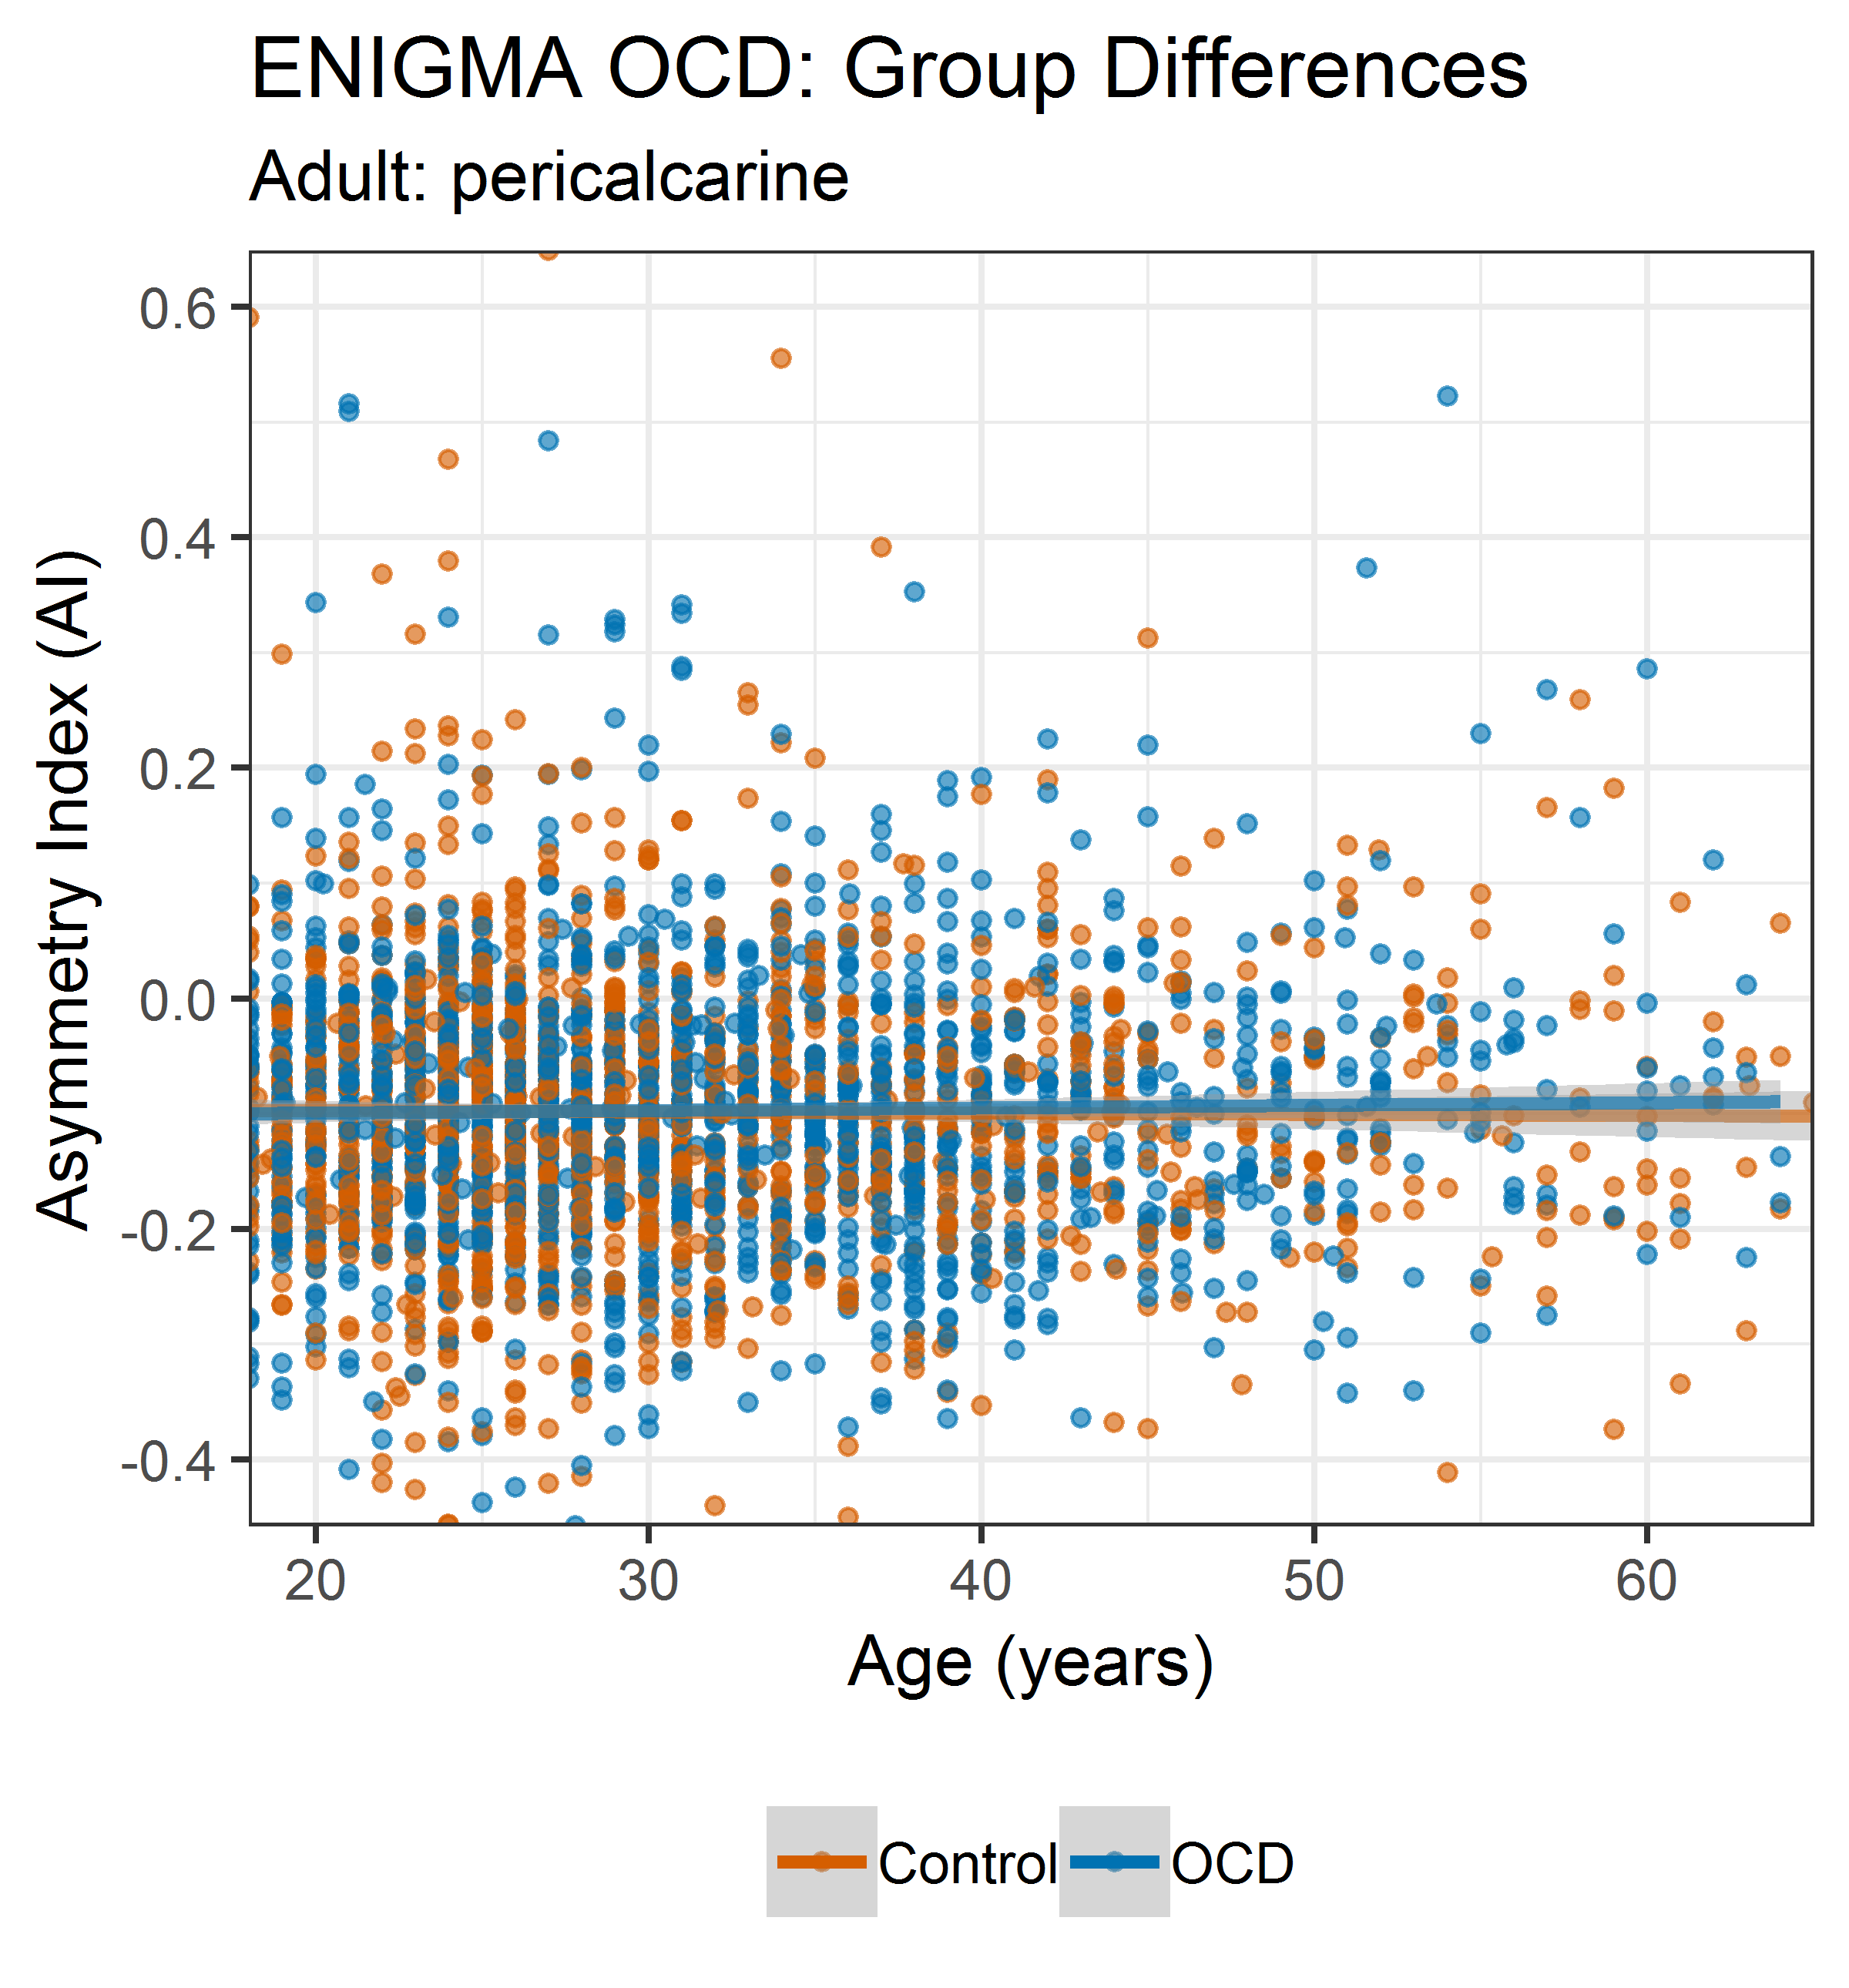 ENIGMA OCD: Group Differences
Adult: pericalcarine
Asymmetry Index (AI)
0.6
0.4
0.2
0.0
-0.2
-0.4
20 30 40 50 60
Age (years)
Control OCD